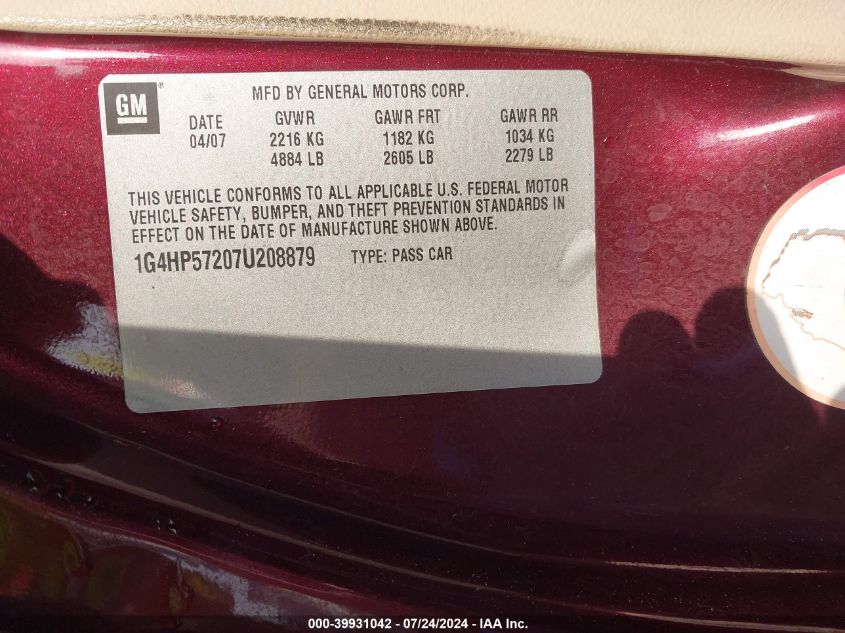 GM ®
MFD BY GENERAL MOTORS CORP.
DATE GVWR GAWR FRT GAWR RR
04/07 2216 KG 1182 KG 1034 KG
4884 LB 2605 LB 2279 LB
THIS VEHICLE CONFORMS TO ALL APPLICABLE U.S. FEDERAL MOTOR
VEHICLE SAFETY, BUMPER, AND THEFT PREVENTION STANDARDS IN
EFFECT ON THE DATE OF MANUFACTURE SHOWN ABOVE.
1G4HP57207U208879 TYPE: PASS CAR
000-39931042 - 07/24/2024 - IAA Inc.